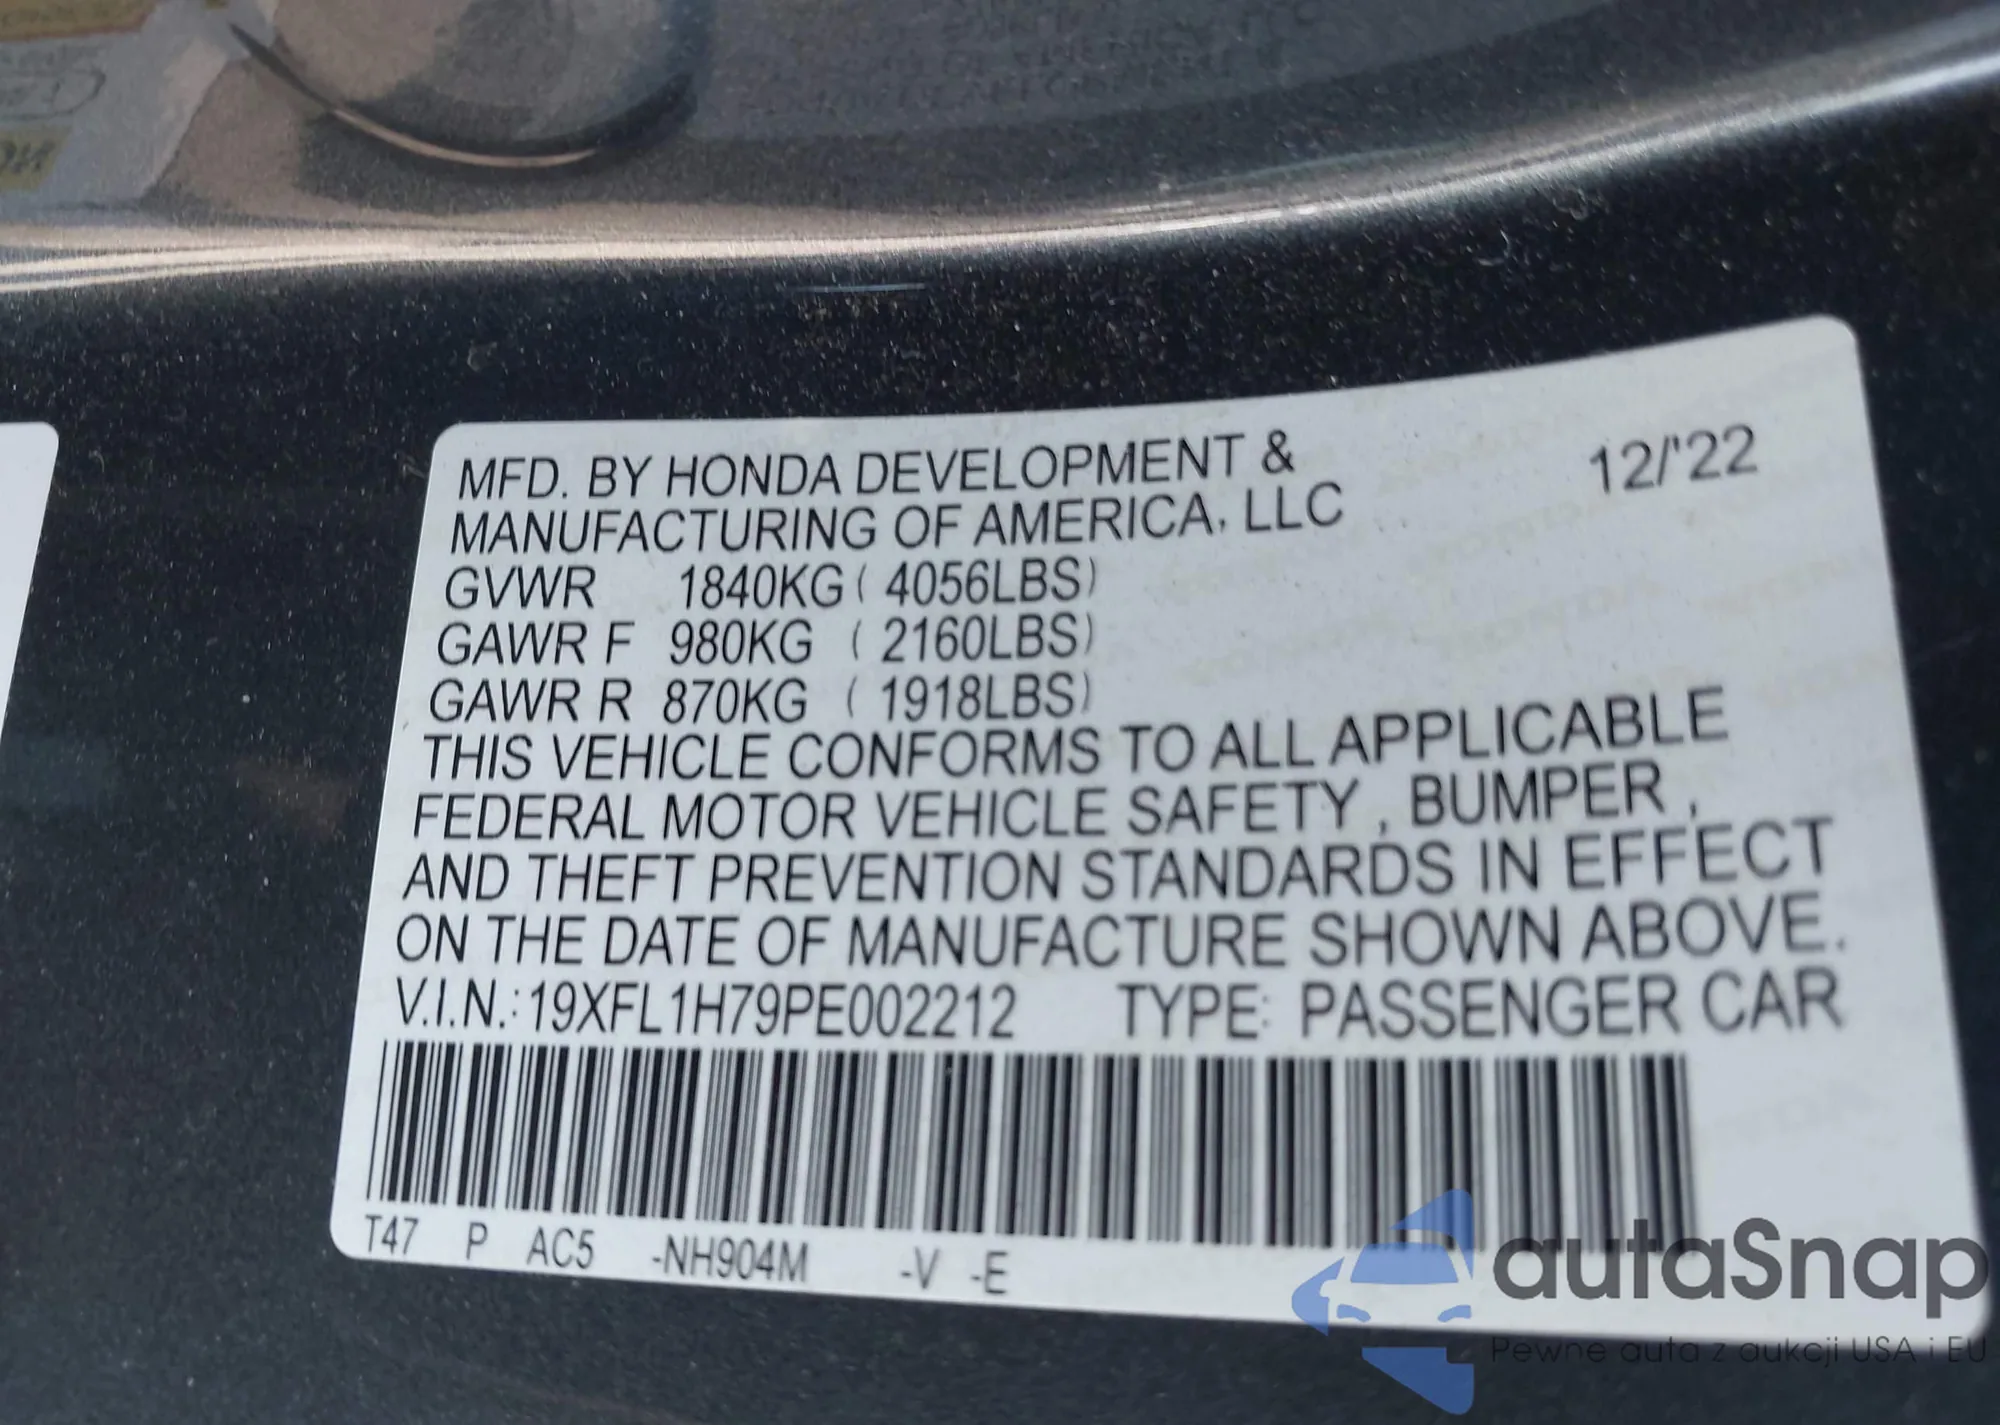 MFD. BY HONDA DEVELOPMENT & 12/'22
MANUFACTURING OF AMERICA, LLC
GVWR 1840KG ( 4056LBS)
GAWR F 980KG ( 2160LBS)
GAWR R 870KG ( 1918LBS)
THIS VEHICLE CONFORMS TO ALL APPLICABLE
FEDERAL MOTOR VEHICLE SAFETY , BUMPER ,
AND THEFT PREVENTION STANDARDS IN EFFECT
ON THE DATE OF MANUFACTURE SHOWN ABOVE.
V.I.N.: 19XFL1H79PE002212 TYPE: PASSENGER CAR
T47 P AC5 -NH904M -V -E
autaSnap
Pewne auta z aukcji USA i EU